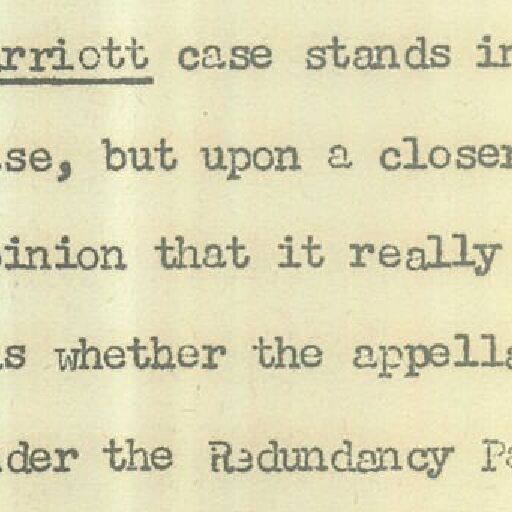 rriott case stands in
se, but upon a closer
inion that it really
s whether the appella
der the Redundancy Pa